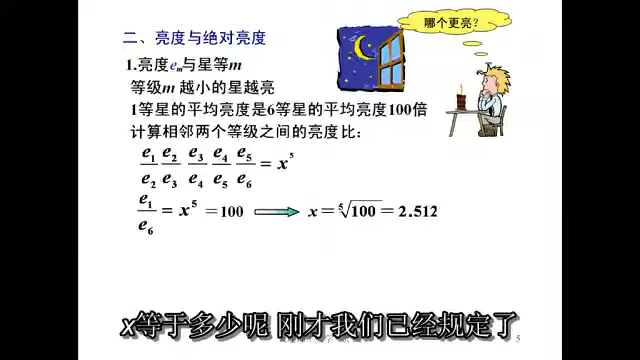 哪个更亮?
二、亮度与绝对亮度
1.亮度eₘ与星等m
等级m 越小的星越亮
1等星的平均亮度是6等星的平均亮度100倍
计算相邻两个等级之间的亮度比:
e₁/e₂ e₂/e₃ e₃/e₄ e₄/e₅ e₅/e₆ = x⁵
e₁/e₆ = x⁵ = 100 x = ⁵√100 = 2.512
x等于多少呢 刚才我们已经规定了
5